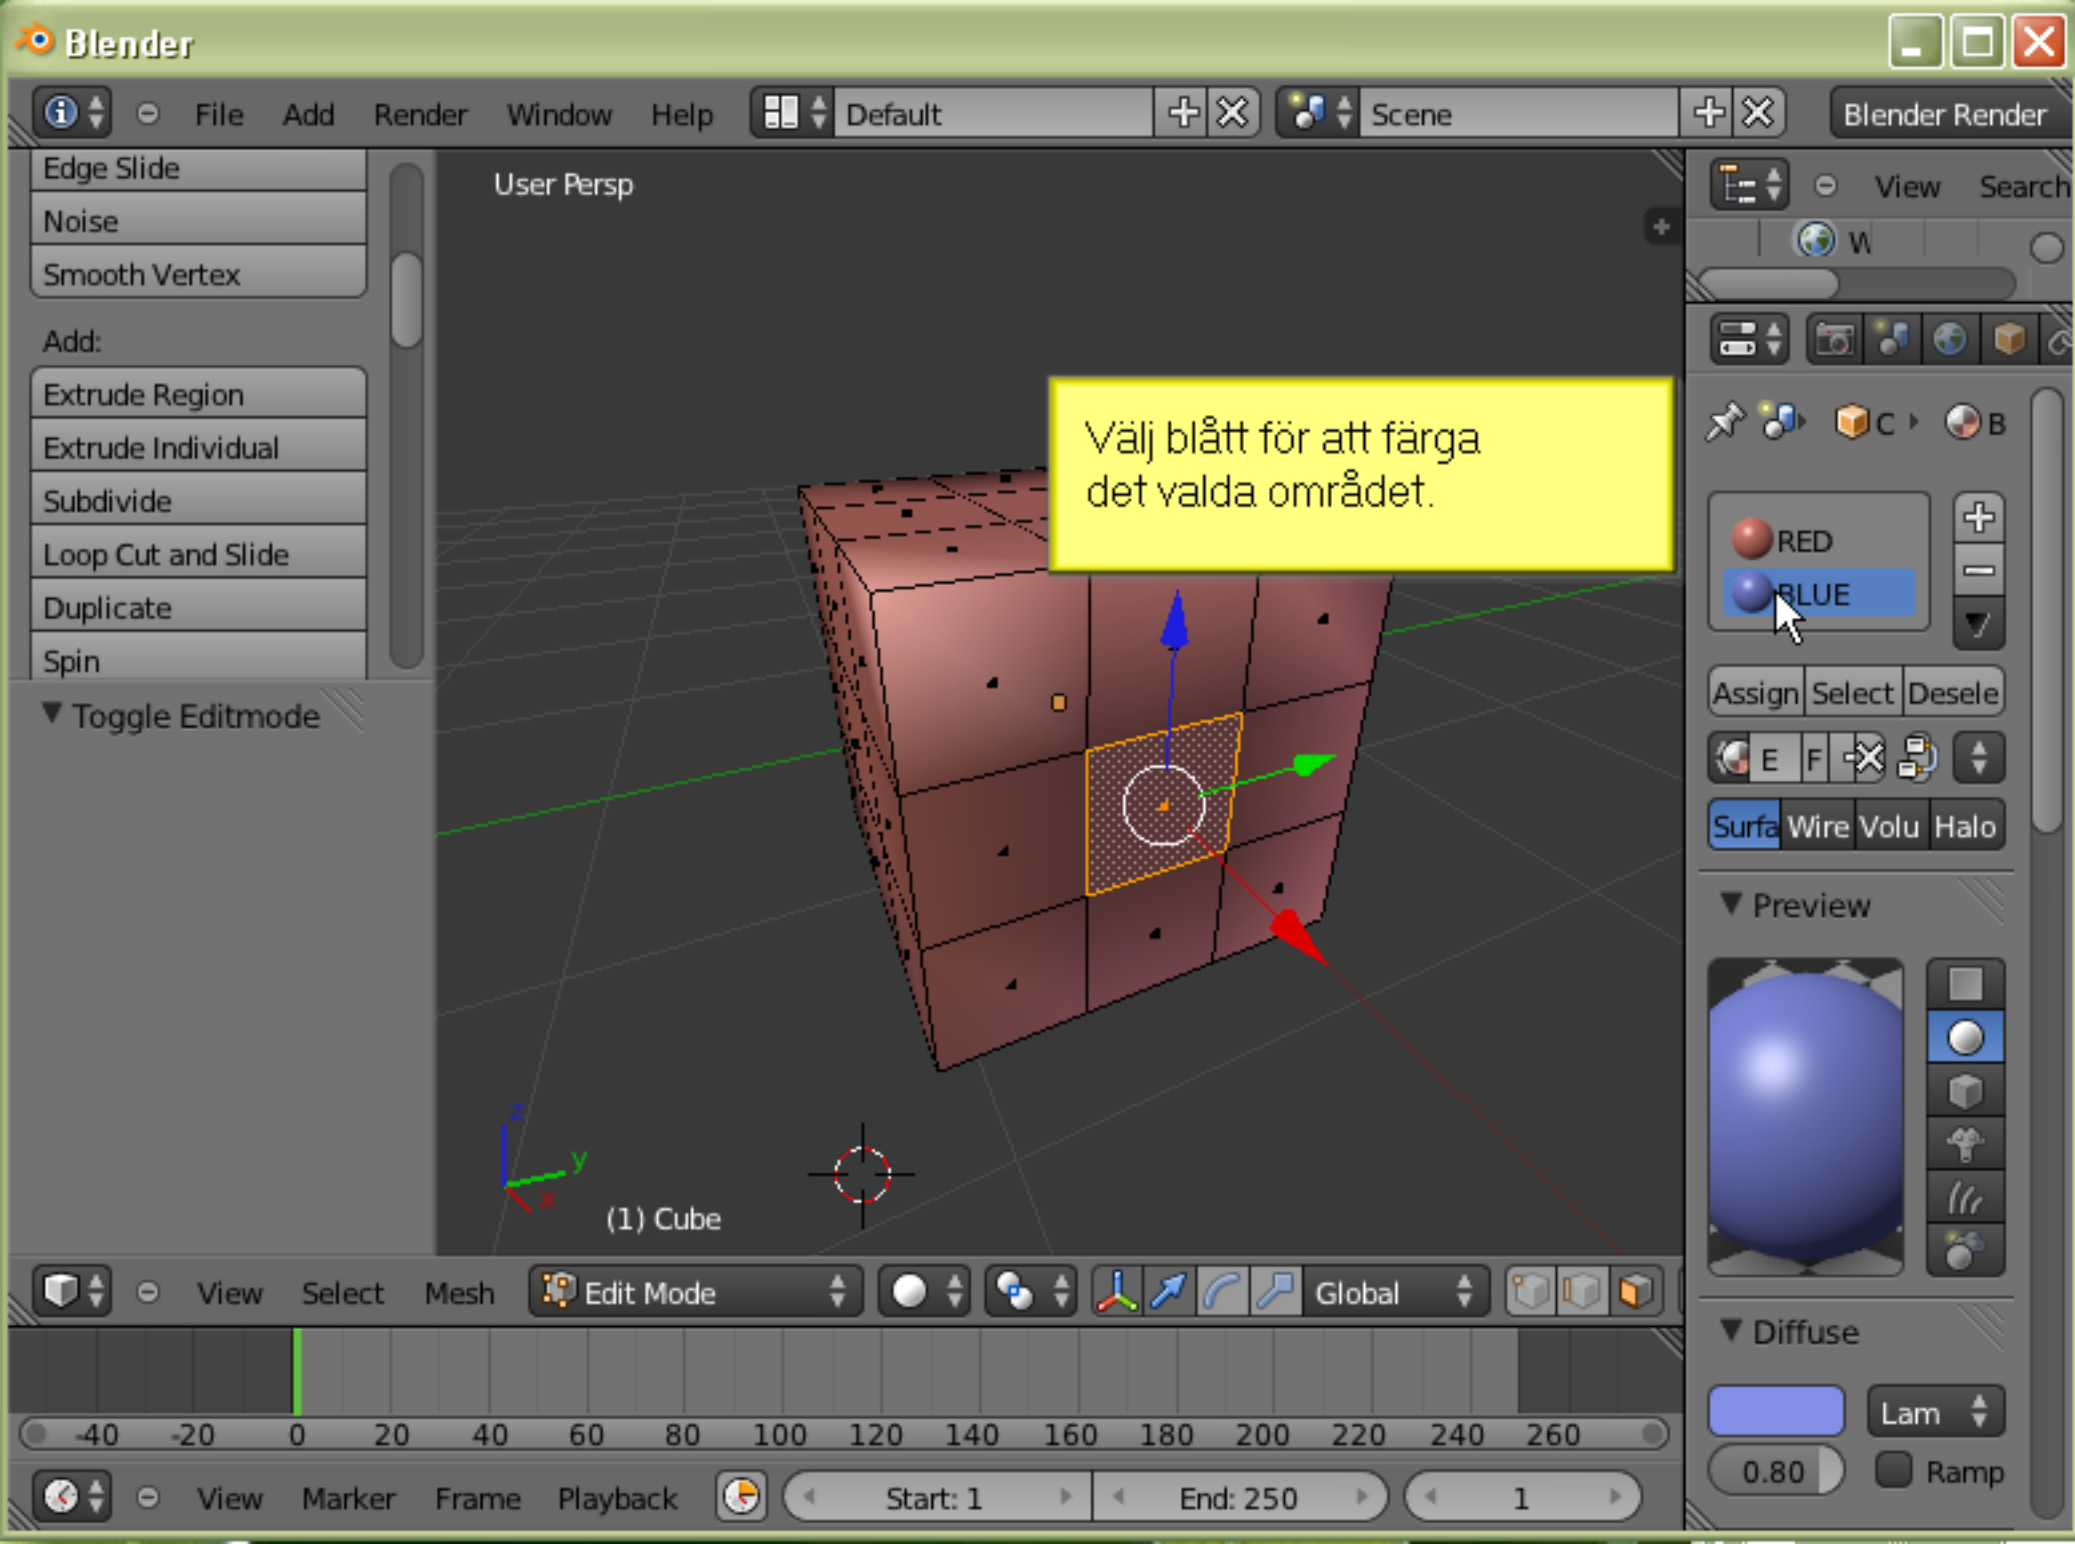 Blender
File Add Render Window Help Default Scene Blender Render
Edge Slide
Noise
Smooth Vertex
Add:
Extrude Region
Extrude Individual
Subdivide
Loop Cut and Slide
Duplicate
Spin
Toggle Editmode
User Persp
Välj blått för att färga
det valda området.
z
y
x
(1) Cube
View Search
W
C B
RED
BLUE
Assign Select Desele
E F
Surfa Wire Volu Halo
Preview
Diffuse
Lam
0.80 Ramp
View Select Mesh Edit Mode Global
-40 -20 0 20 40 60 80 100 120 140 160 180 200 220 240 260
View Marker Frame Playback Start: 1 End: 250 1